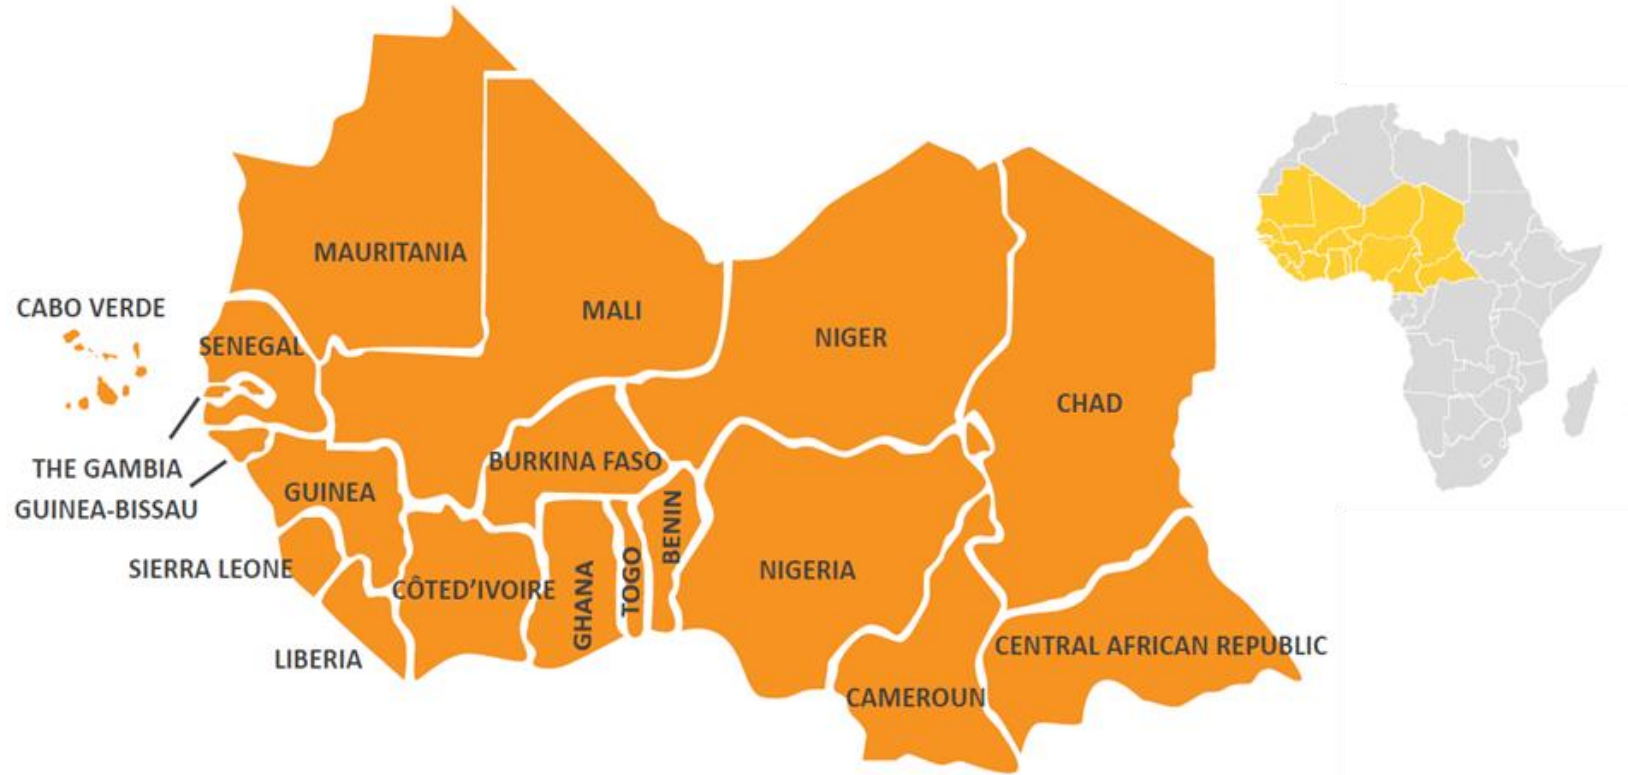 MAURITANIA
CABO VERDE
MALI
SENEGAL
NIGER
CHAD
THE GAMBIA
BURKINA FASO
GUINEA
GUINEA-BISSAU
BENIN
SIERRA LEONE
CÔTED’IVOIRE
GHANA
TOGO
NIGERIA
LIBERIA
CENTRAL AFRICAN REPUBLIC
CAMEROUN